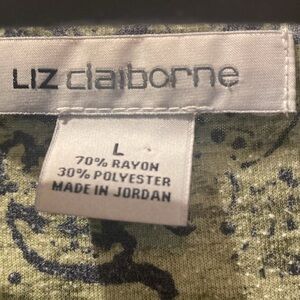 LIZ claiborne
L
70% RAYON
30% POLYESTER
MADE IN JORDAN